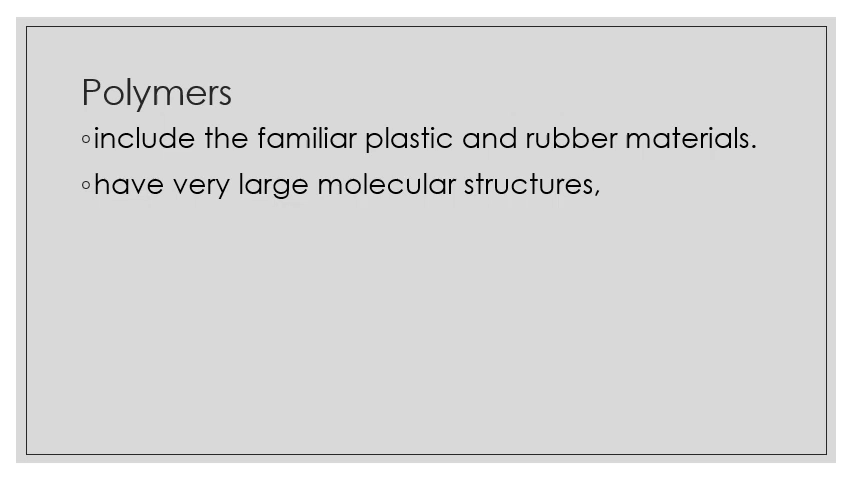 Polymers
◦include the familiar plastic and rubber materials.
◦have very large molecular structures,